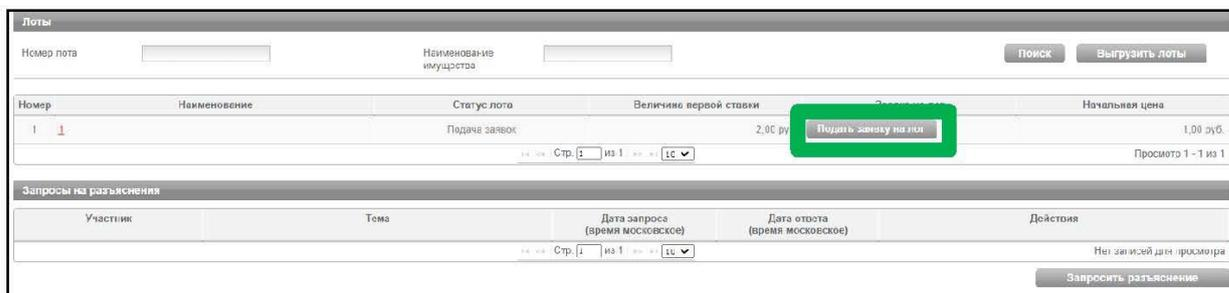 Лоты
Номер лота
Наименование имущества
Поиск
Выгрузить лоты
Номер Наименование Статус лота Величина первой ставки Начальная цена
1 1 Подача заявок 2,00 ру Подать заявку на лот 1,00 руб.
Стр. 1 из 1 10 Просмотр 1 - 1 из 1
Запросы на разъяснения
Участник Тема Дата запроса (время московское) Дата ответа (время московское) Действия
Стр. 1 из 1 10 Нет записей для просмотра
Запросить разъяснение